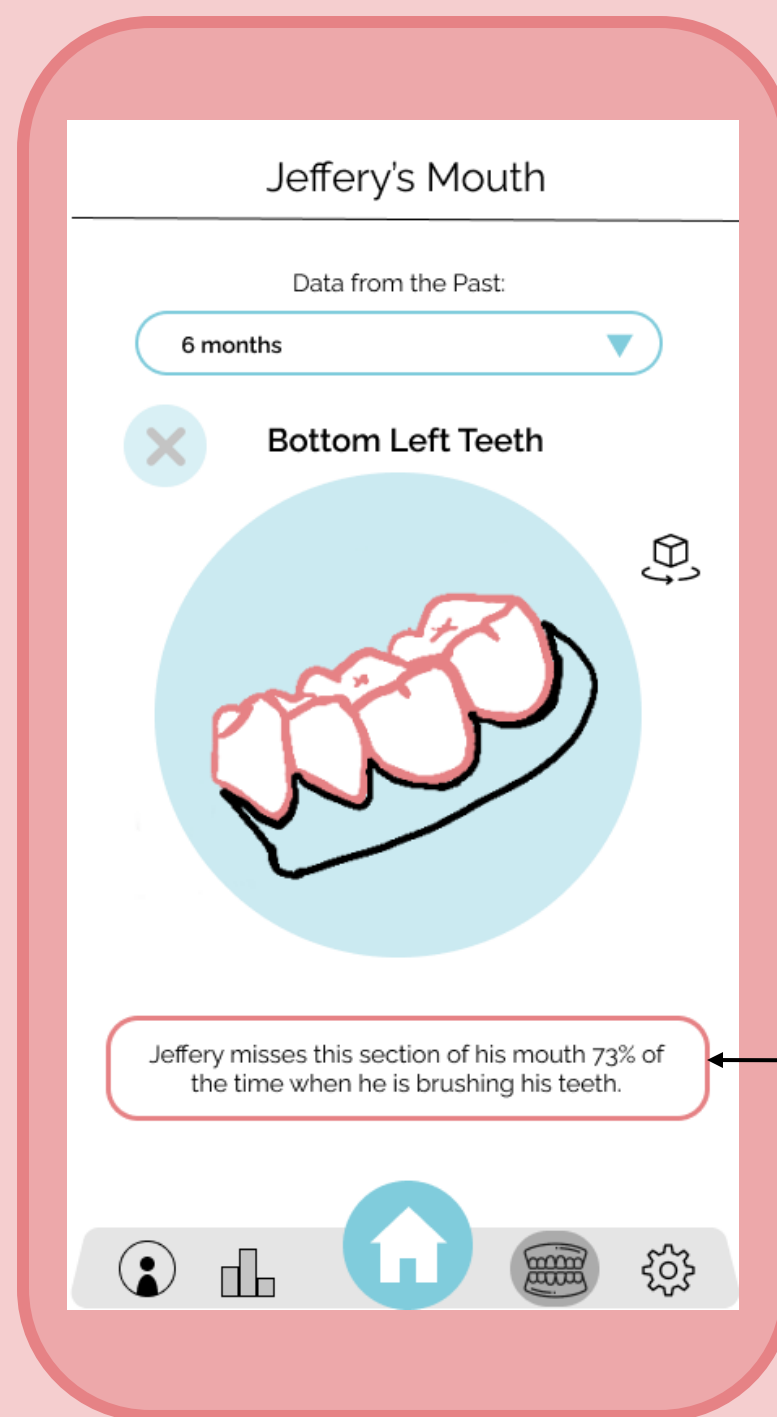 Jeffery's Mouth
Data from the Past:
6 months
Bottom Left Teeth
Jeffery misses this section of his mouth 73% of
the time when he is brushing his teeth.